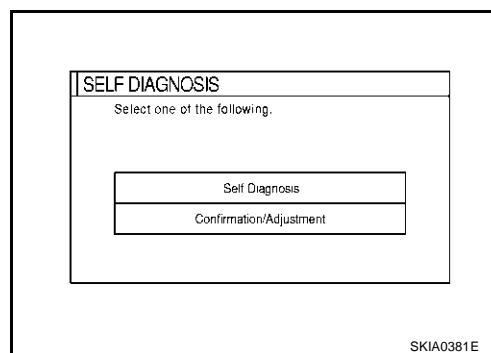 SELF DIAGNOSIS
Select one of the following.
Self Diagnosis
Confirmation/Adjustment
SKIA0381E